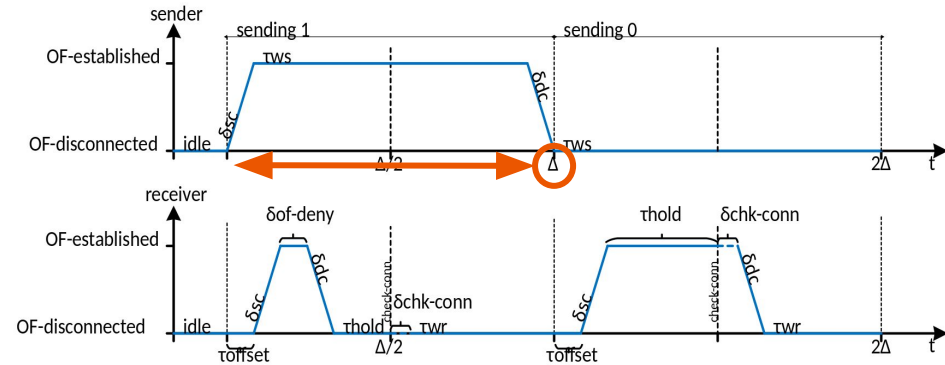 sender
sending 1 sending 0
OF-established τws
δsc δdc
OF-disconnected idle τws
Δ/2 Δ 2Δ t
receiver
δof-deny τhold δchk-conn
OF-established
δsc δdc check-conn δchk-conn δsc check-conn δdc
OF-disconnected idle τhold τwr τwr
τoffset Δ/2 τoffset 2Δ t